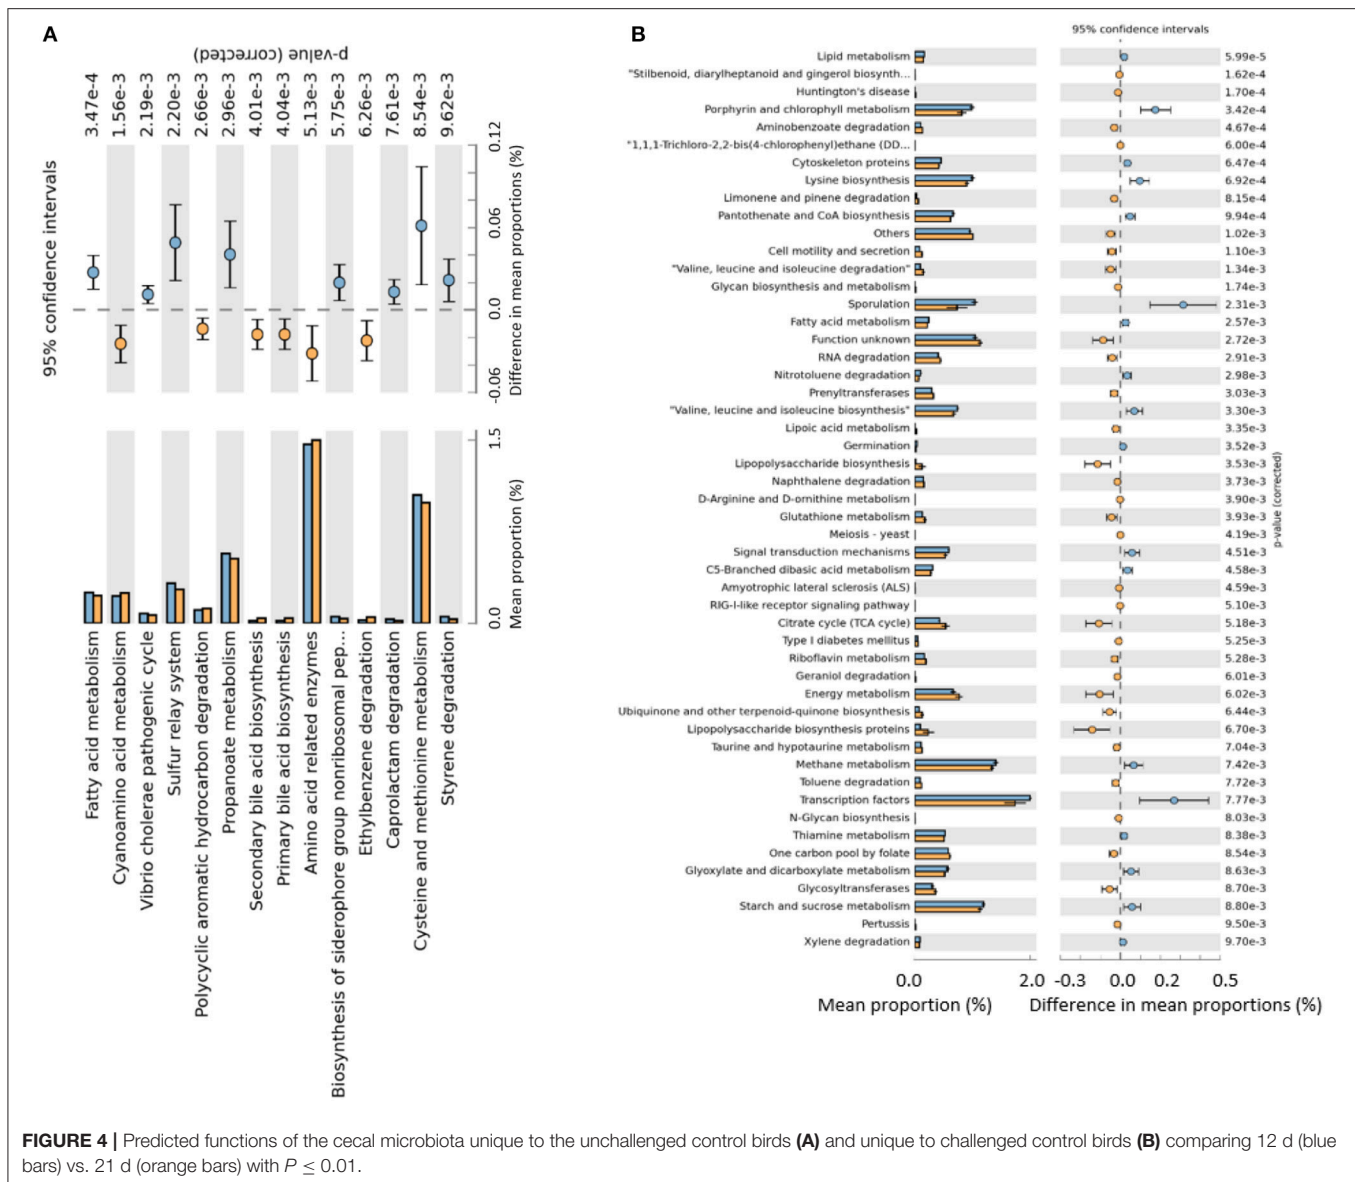 A
p-value (corrected)
3.47e-4
1.56e-3
2.19e-3
2.20e-3
2.66e-3
2.96e-3
4.01e-3
4.04e-3
5.13e-3
5.75e-3
6.26e-3
7.61e-3
8.54e-3
9.62e-3
95% confidence intervals
0.12
0.06
0.0
-0.06
Difference in mean proportions (%)
1.5
0.0
Mean proportion (%)
Fatty acid metabolism
Cyanoamino acid metabolism
Vibrio cholerae pathogenic cycle
Sulfur relay system
Polycyclic aromatic hydrocarbon degradation
Propanoate metabolism
Secondary bile acid biosynthesis
Primary bile acid biosynthesis
Amino acid related enzymes
Biosynthesis of siderophore group nonribosomal pep...
Ethylbenzene degradation
Caprolactam degradation
Cysteine and methionine metabolism
Styrene degradation
B
95% confidence intervals
Lipid metabolism 5.99e-5
"Stilbenoid, diarylheptanoid and gingerol biosynth... 1.62e-4
Huntington's disease 1.70e-4
Porphyrin and chlorophyll metabolism 3.42e-4
Aminobenzoate degradation 4.67e-4
"1,1,1-Trichloro-2,2-bis(4-chlorophenyl)ethane (DD... 6.00e-4
Cytoskeleton proteins 6.47e-4
Lysine biosynthesis 6.92e-4
Limonene and pinene degradation 8.15e-4
Pantothenate and CoA biosynthesis 9.94e-4
Others 1.02e-3
Cell motility and secretion 1.10e-3
"Valine, leucine and isoleucine degradation" 1.34e-3
Glycan biosynthesis and metabolism 1.74e-3
Sporulation 2.31e-3
Fatty acid metabolism 2.57e-3
Function unknown 2.72e-3
RNA degradation 2.91e-3
Nitrotoluene degradation 2.98e-3
Prenyltransferases 3.03e-3
"Valine, leucine and isoleucine biosynthesis" 3.30e-3
Lipoic acid metabolism 3.35e-3
Germination 3.52e-3
Lipopolysaccharide biosynthesis 3.53e-3
Naphthalene degradation 3.73e-3
D-Arginine and D-ornithine metabolism 3.90e-3
Glutathione metabolism 3.93e-3
Meiosis - yeast 4.19e-3
Signal transduction mechanisms 4.51e-3
C5-Branched dibasic acid metabolism 4.58e-3
Amyotrophic lateral sclerosis (ALS) 4.59e-3
RIG-I-like receptor signaling pathway 5.10e-3
Citrate cycle (TCA cycle) 5.18e-3
Type I diabetes mellitus 5.25e-3
Riboflavin metabolism 5.28e-3
Geraniol degradation 6.01e-3
Energy metabolism 6.02e-3
Ubiquinone and other terpenoid-quinone biosynthesis 6.44e-3
Lipopolysaccharide biosynthesis proteins 6.70e-3
Taurine and hypotaurine metabolism 7.04e-3
Methane metabolism 7.42e-3
Toluene degradation 7.72e-3
Transcription factors 7.77e-3
N-Glycan biosynthesis 8.03e-3
Thiamine metabolism 8.38e-3
One carbon pool by folate 8.54e-3
Glyoxylate and dicarboxylate metabolism 8.63e-3
Glycosyltransferases 8.70e-3
Starch and sucrose metabolism 8.80e-3
Pertussis 9.50e-3
Xylene degradation 9.70e-3
p-value (corrected)
0.0 2.0 -0.3 0.0 0.2 0.5
Mean proportion (%) Difference in mean proportions (%)
FIGURE 4 | Predicted functions of the cecal microbiota unique to the unchallenged control birds (A) and unique to challenged control birds (B) comparing 12 d (blue
bars) vs. 21 d (orange bars) with P ≤ 0.01.